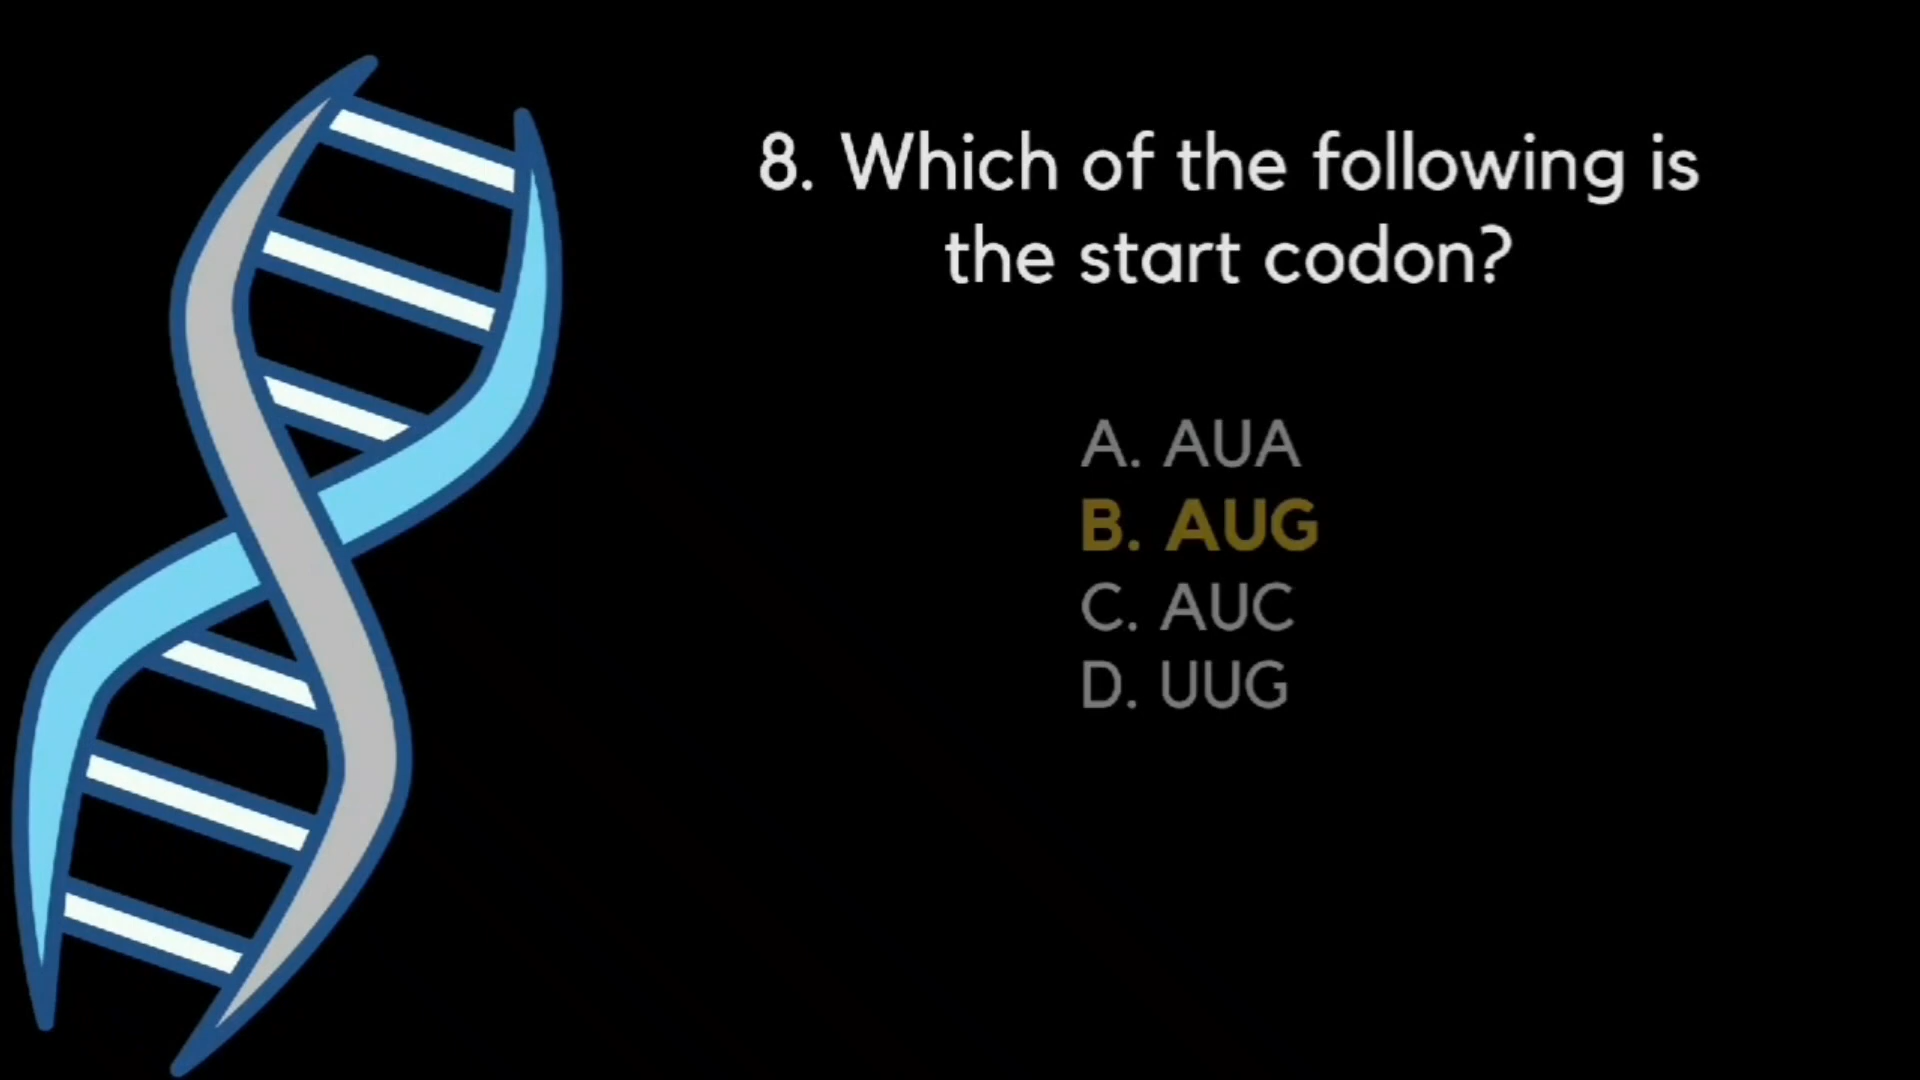 8. Which of the following is
the start codon?
A. AUA
B. AUG
C. AUC
D. UUG